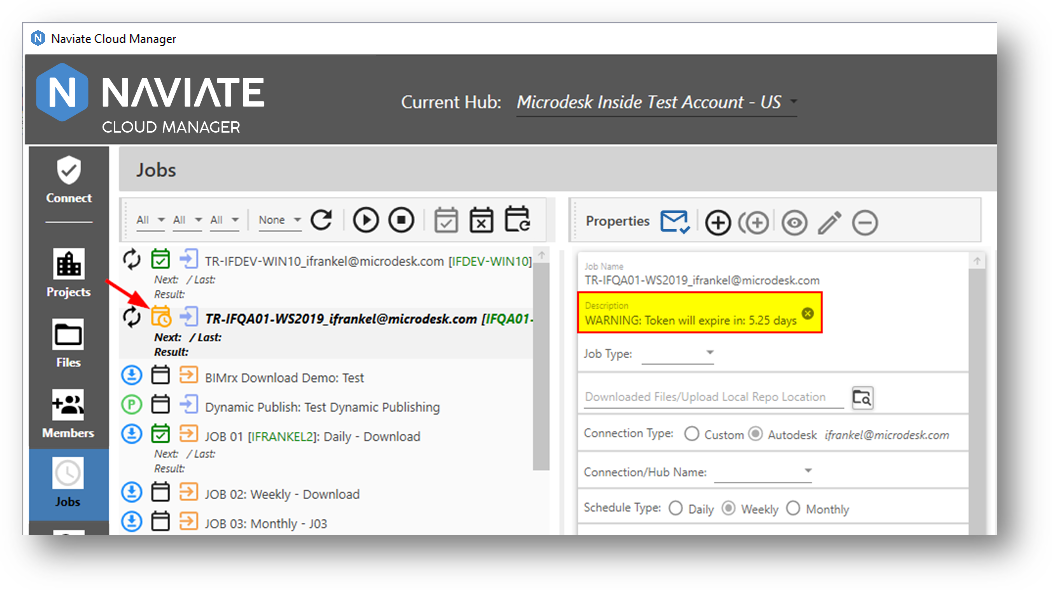 Naviate Cloud Manager
N NAVIATE
CLOUD MANAGER
Current Hub: Microdesk Inside Test Account - US
Connect
Projects
Files
Members
Jobs
Jobs
All All All None
TR-IFDEV-WIN10_ifrankel@microdesk.com [IFDEV-WIN10]
Next: / Last:
Result:
TR-IFQA01-WS2019_ifrankel@microdesk.com [IFQA01-
Next: / Last:
Result:
BIMrx Download Demo: Test
P Dynamic Publish: Test Dynamic Publishing
JOB 01 [IFRANKEL2]: Daily - Download
Next: / Last:
Result:
JOB 02: Weekly - Download
JOB 03: Monthly - J03
Properties
Job Name
TR-IFQA01-WS2019_ifrankel@microdesk.com
Description
WARNING: Token will expire in: 5.25 days
Job Type:
Downloaded Files/Upload Local Repo Location
Connection Type: Custom Autodesk ifrankel@microdesk.com
Connection/Hub Name:
Schedule Type: Daily Weekly Monthly